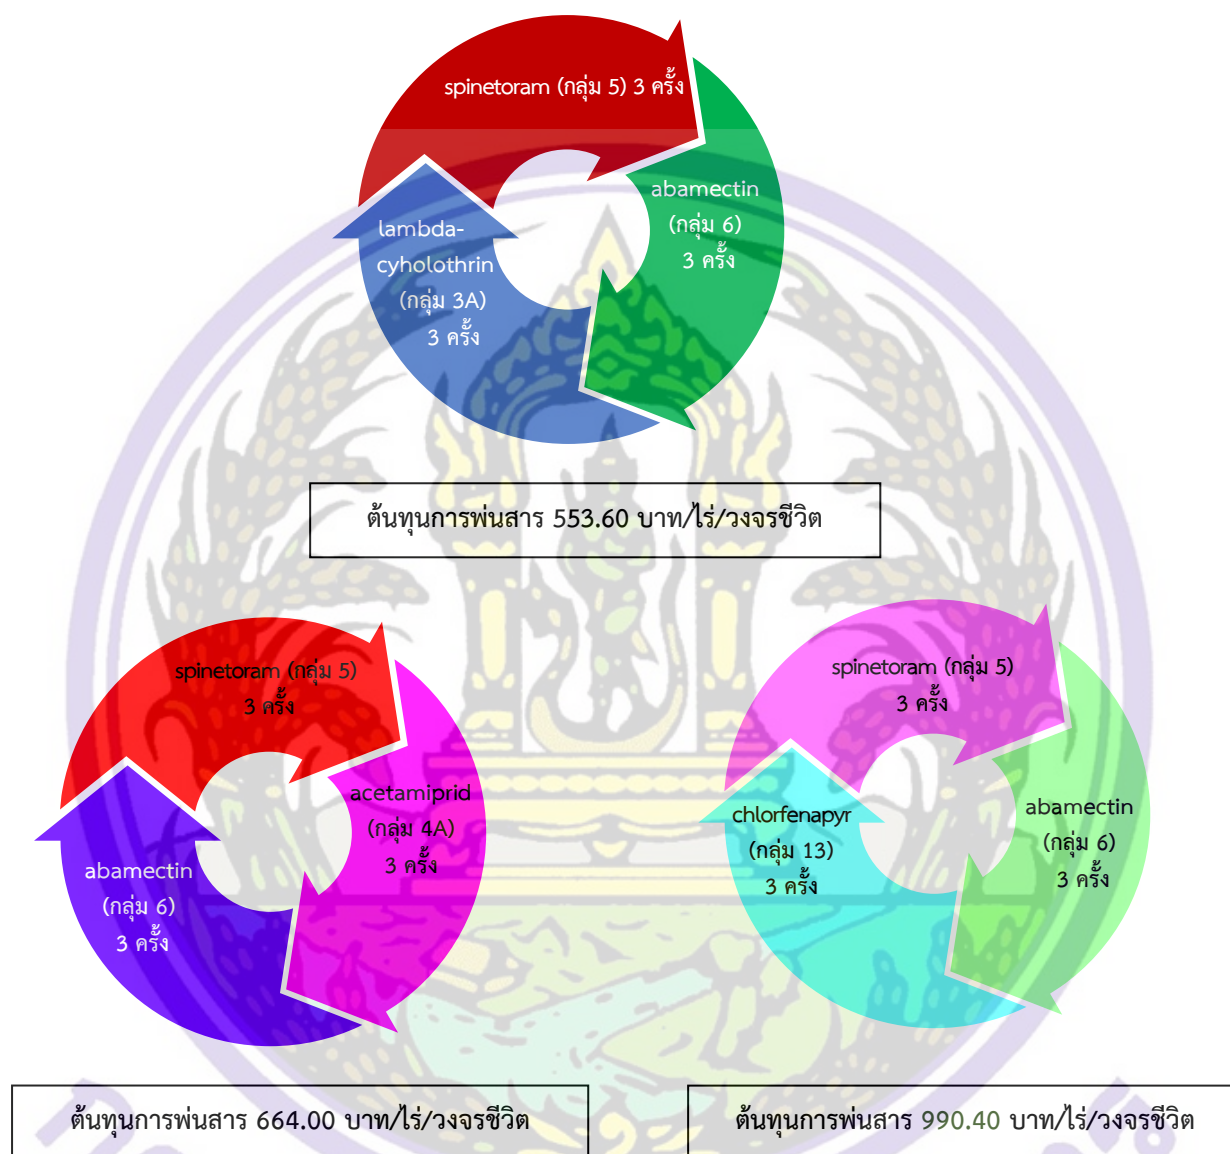 spinetoram (กลุ่ม 5) 3 ครั้ง
abamectin
(กลุ่ม 6)
3 ครั้ง
lambda-
cyholothrin
(กลุ่ม 3A)
3 ครั้ง
ต้นทุนการพ่นสาร 553.60 บาท/ไร่/วงจรชีวิต
spinetoram (กลุ่ม 5)
3 ครั้ง
acetamiprid
(กลุ่ม 4A)
3 ครั้ง
abamectin
(กลุ่ม 6)
3 ครั้ง
ต้นทุนการพ่นสาร 664.00 บาท/ไร่/วงจรชีวิต
spinetoram (กลุ่ม 5)
3 ครั้ง
abamectin
(กลุ่ม 6)
3 ครั้ง
chlorfenapyr
(กลุ่ม 13)
3 ครั้ง
ต้นทุนการพ่นสาร 990.40 บาท/ไร่/วงจรชีวิต